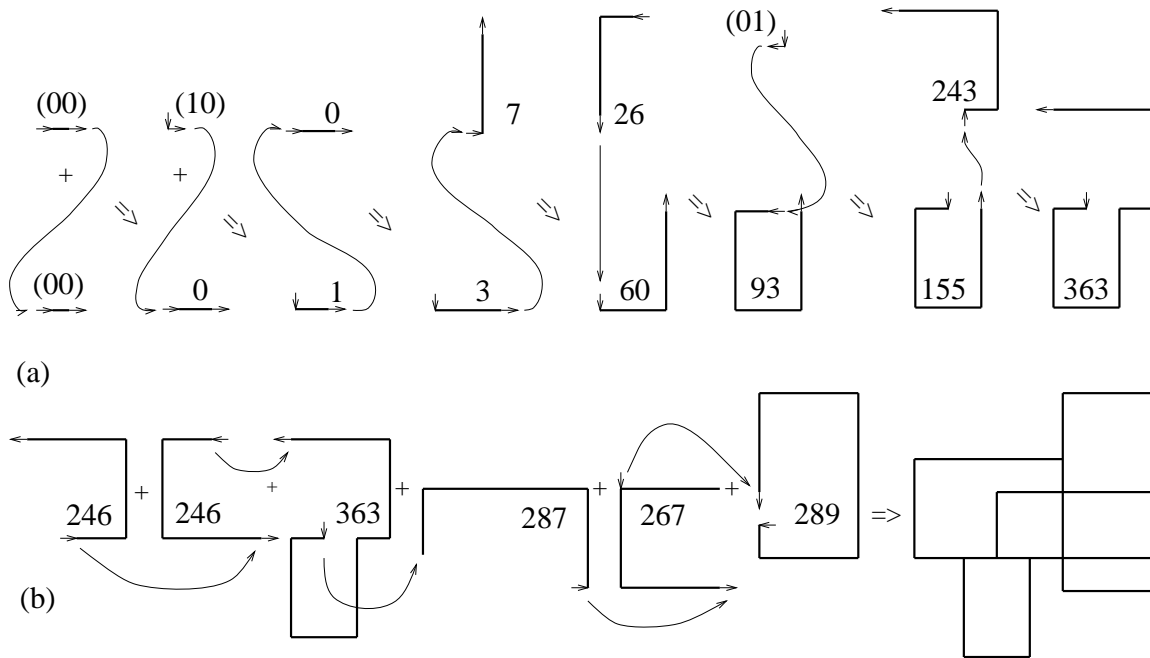 (00) (10) 0 7 26 (01) 243
+ +
(00) 0 1 3 60 93 155 363
(a)
246 + 246 + 363 + 287 + 267 + 289 =>
(b)